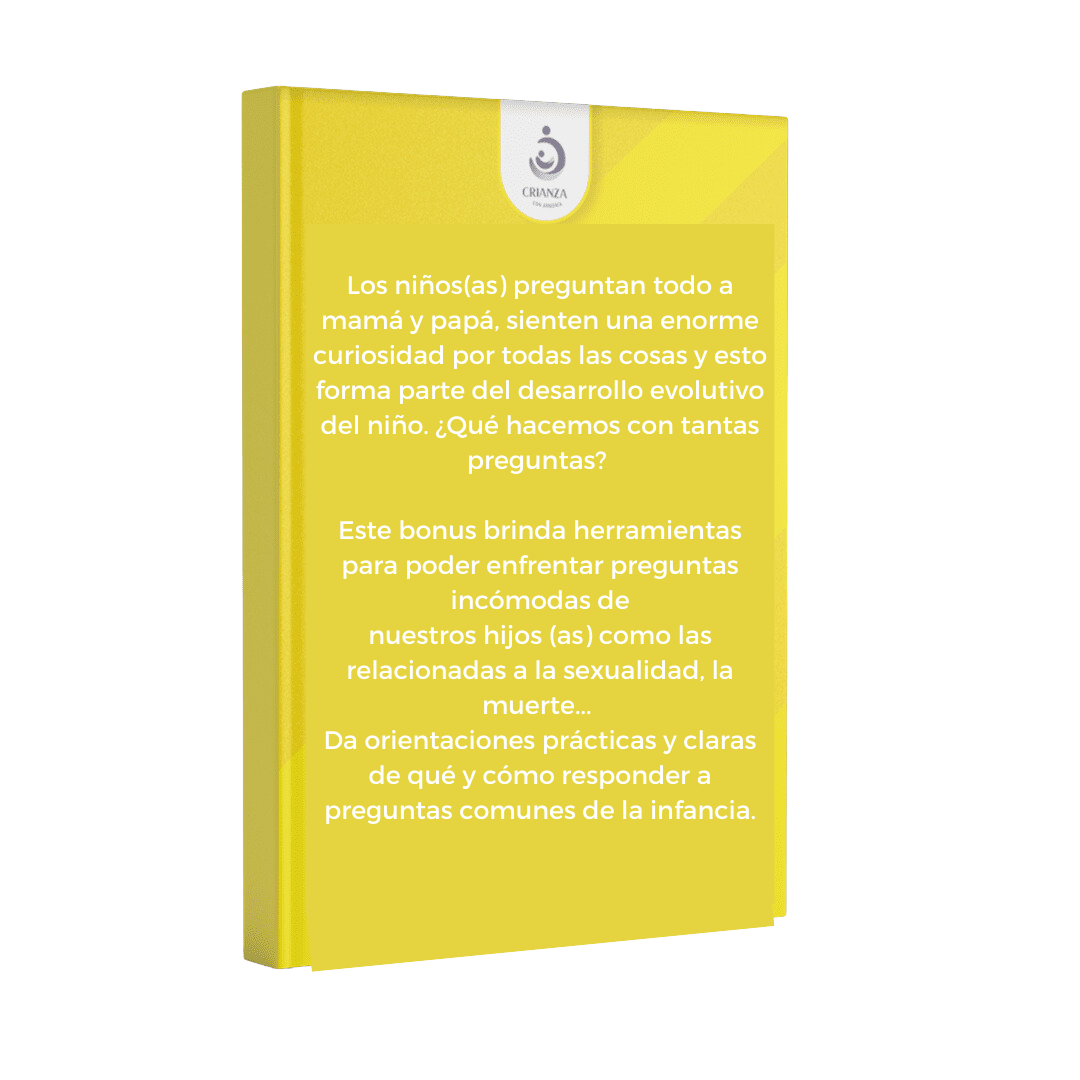 CRIANZA
Los niños(as) preguntan todo a
mamá y papá, sienten una enorme
curiosidad por todas las cosas y esto
forma parte del desarrollo evolutivo
del niño. ¿Qué hacemos con tantas
preguntas?
Este bonus brinda herramientas
para poder enfrentar preguntas
incómodas de
nuestros hijos (as) como las
relacionadas a la sexualidad, la
muerte...
Da orientaciones prácticas y claras
de qué y cómo responder a
preguntas comunes de la infancia.